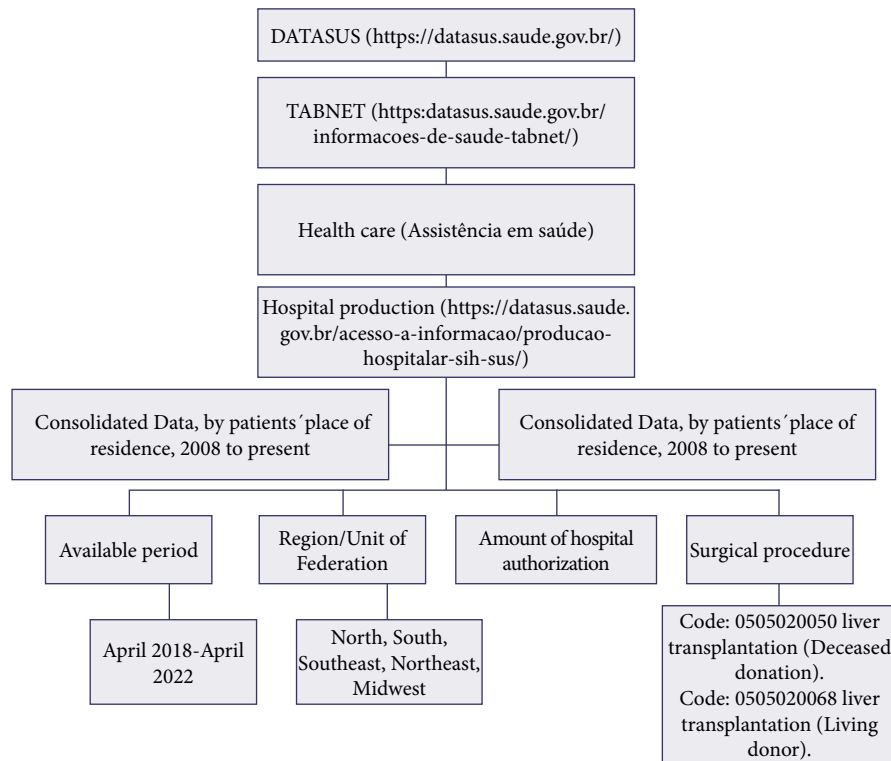 DATASUS (https://datasus.saude.gov.br/)
TABNET (https:datasus.saude.gov.br/
informacoes-de-saude-tabnet/)
Health care (Assistência em saúde)
Hospital production (https://datasus.saude.
gov.br/acesso-a-informacao/producao-
hospitalar-sih-sus/)
Consolidated Data, by patients´place of
residence, 2008 to present
Consolidated Data, by patients´place of
residence, 2008 to present
Available period
Region/Unit of
Federation
Amount of hospital
authorization
Surgical procedure
April 2018-April
2022
North, South,
Southeast, Northeast,
Midwest
Code: 0505020050 liver
transplantation (Deceased
donation).
Code: 0505020068 liver
transplantation (Living
donor).